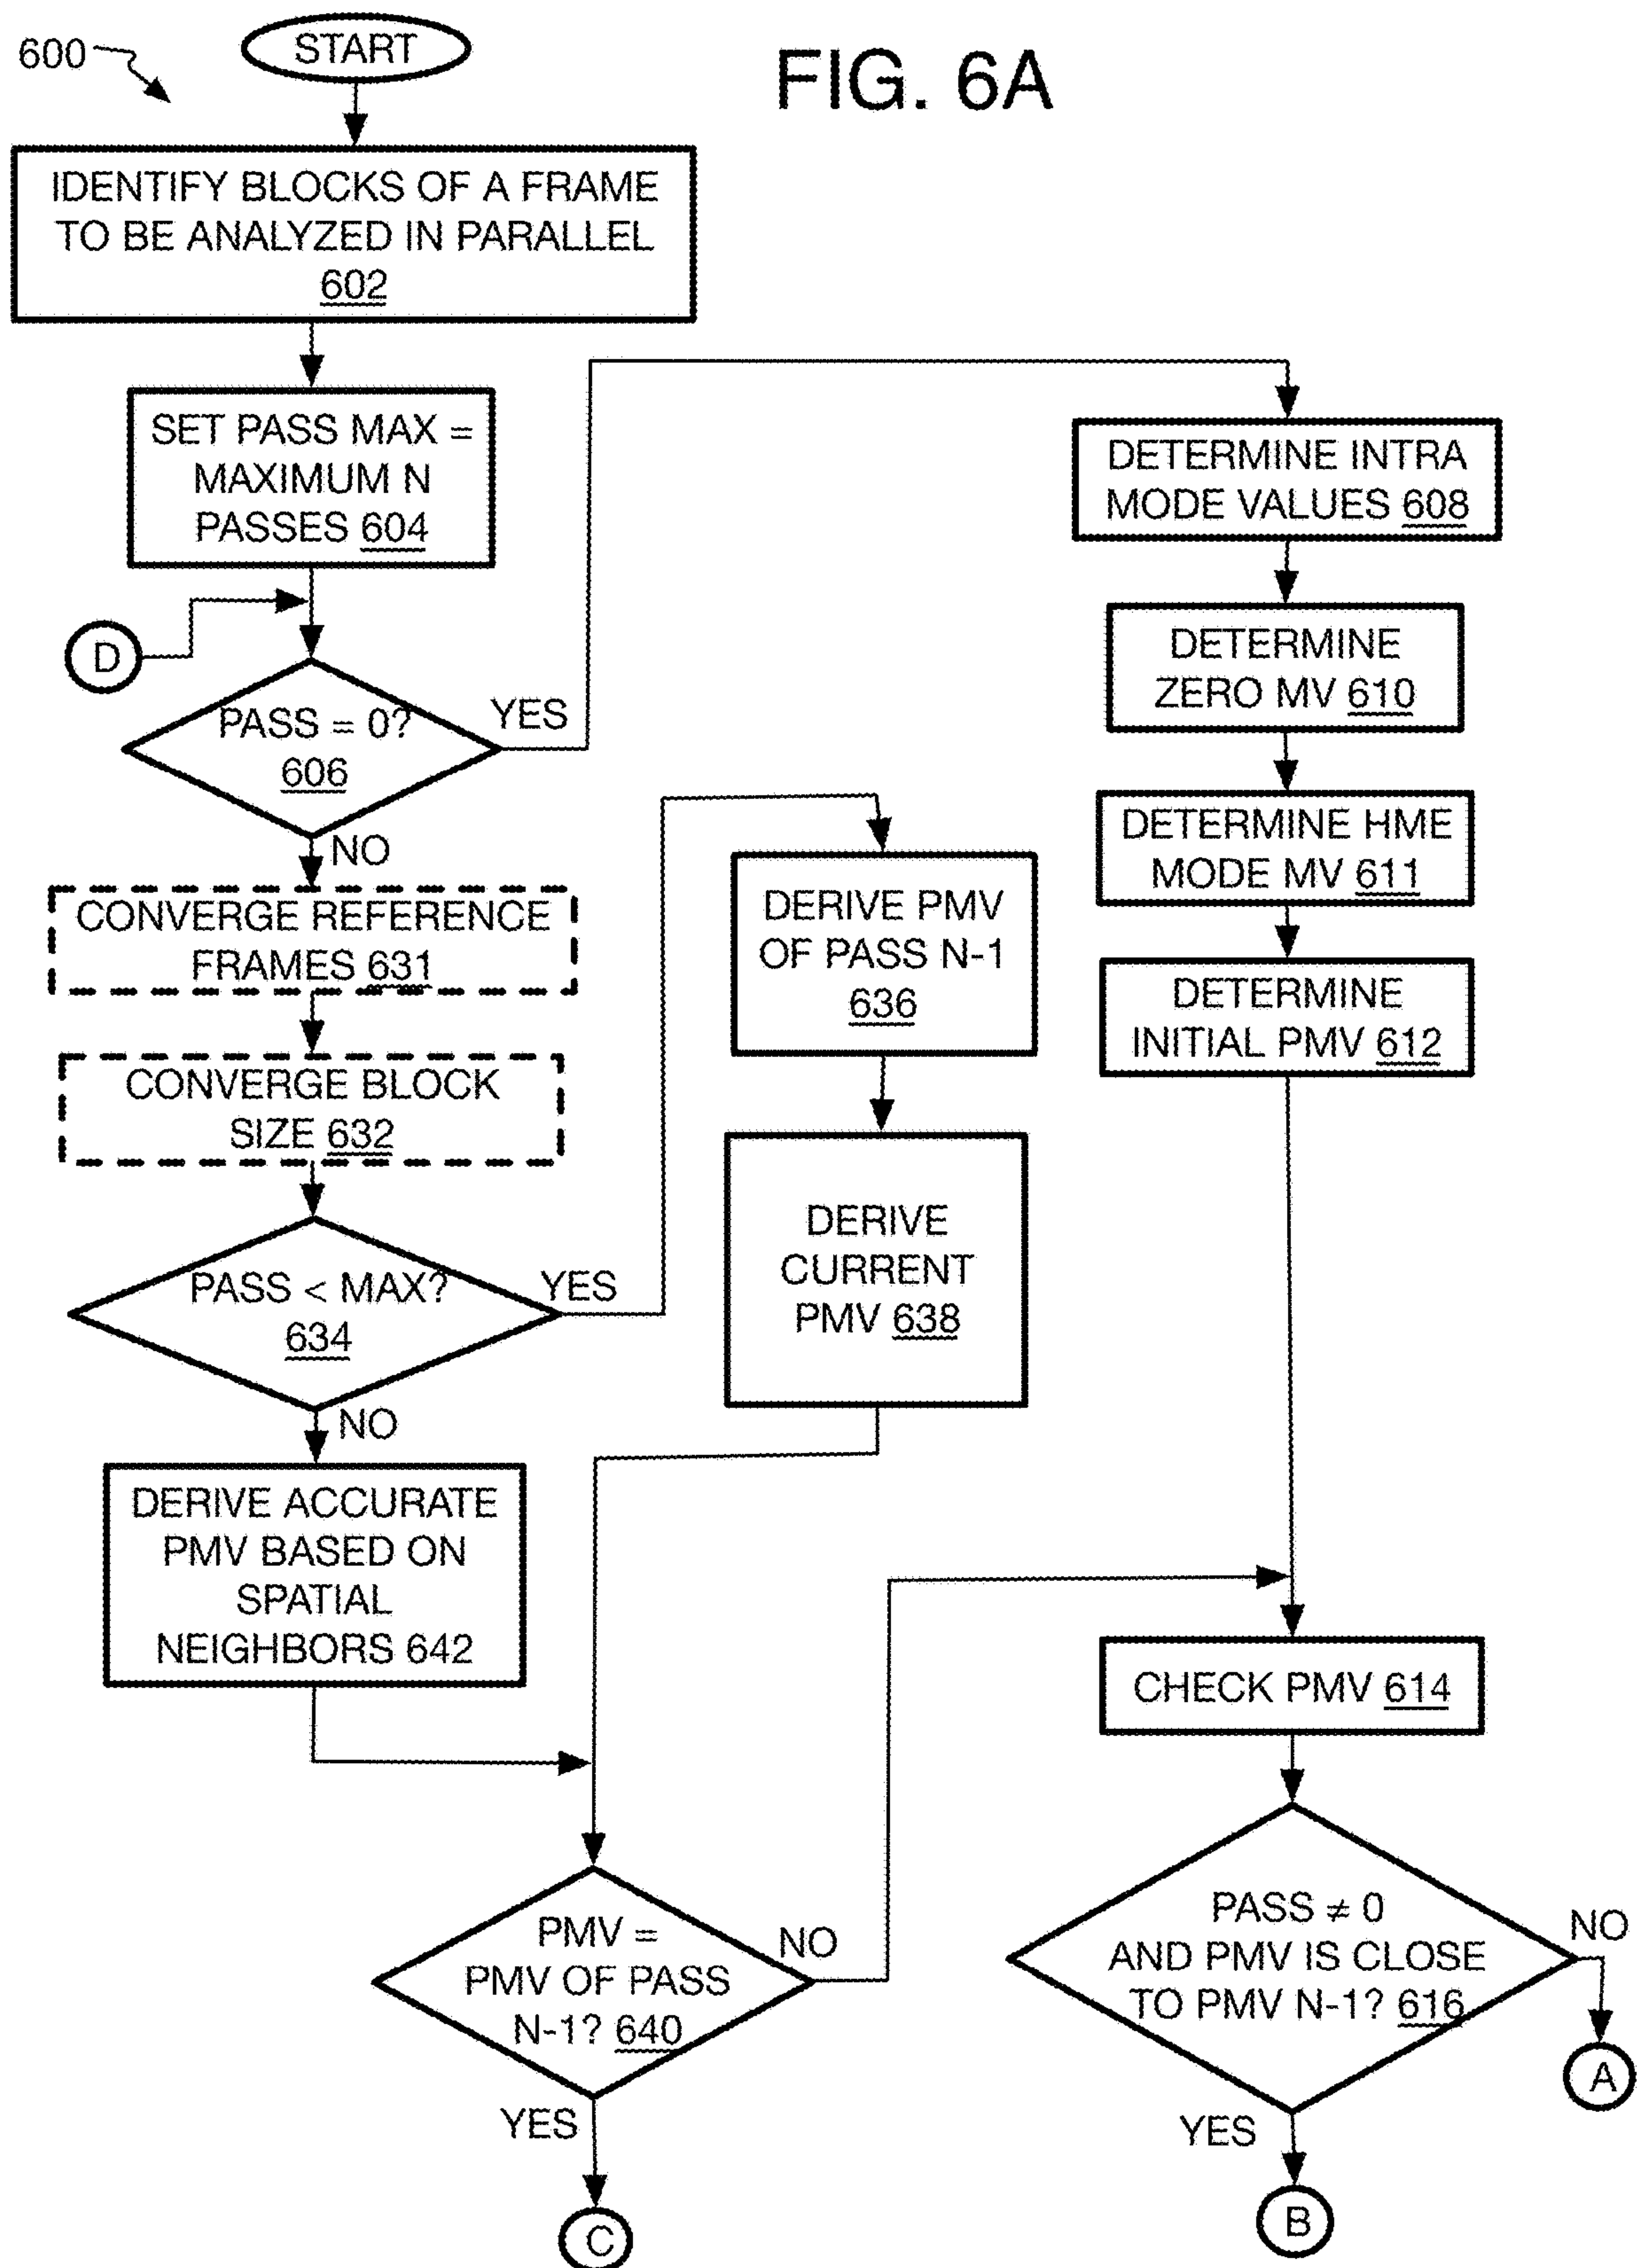 600
START
FIG. 6A
IDENTIFY BLOCKS OF A FRAME
TO BE ANALYZED IN PARALLEL
602
SET PASS MAX =
MAXIMUM N
PASSES 604
D
PASS = 0?
606
YES
NO
CONVERGE REFERENCE
FRAMES 631
CONVERGE BLOCK
SIZE 632
PASS < MAX?
634
YES
NO
DERIVE ACCURATE
PMV BASED ON
SPATIAL
NEIGHBORS 642
DERIVE PMV
OF PASS N-1
636
DERIVE
CURRENT
PMV 638
PMV =
PMV OF PASS
N-1? 640
NO
YES
C
DETERMINE INTRA
MODE VALUES 608
DETERMINE
ZERO MV 610
DETERMINE HME
MODE MV 611
DETERMINE
INITIAL PMV 612
CHECK PMV 614
PASS ≠ 0
AND PMV IS CLOSE
TO PMV N-1? 616
NO
A
YES
B